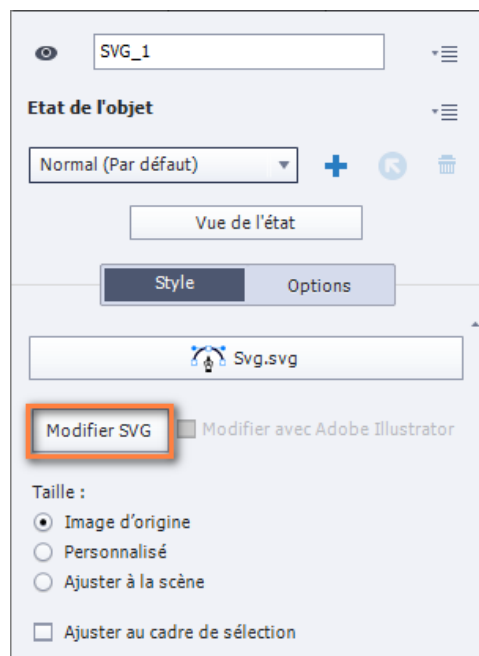 SVG_1
Etat de l'objet
Normal (Par défaut)
Vue de l'état
Style Options
Svg.svg
Modifier SVG Modifier avec Adobe Illustrator
Taille :
Image d’origine
Personnalisé
Ajuster à la scène
Ajuster au cadre de sélection